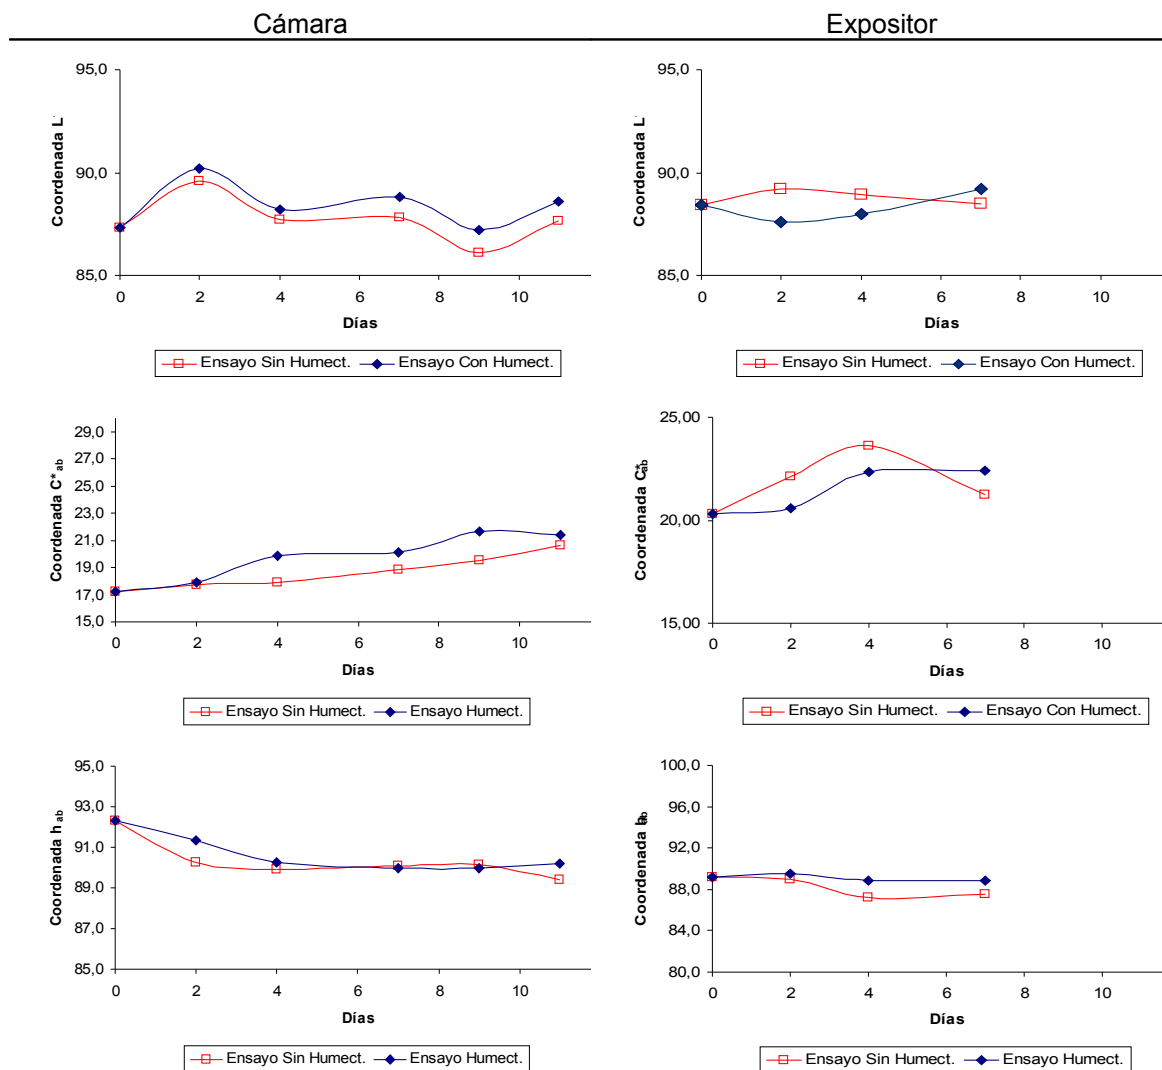 Cámara Expositor
95,0
90,0
85,0
0 2 4 6 8 10
Coordenada L
Días
Ensayo Sin Humect. Ensayo Con Humect.
95,0
90,0
85,0
0 2 4 6 8 10
Coordenada L
Días
Ensayo Sin Humect. Ensayo Con Humect.
29,0
27,0
25,0
23,0
21,0
19,0
17,0
15,0
0 2 4 6 8 10
Coordenada C*ab
Días
Ensayo Sin Humect. Ensayo Humect.
25,00
20,00
15,00
0 2 4 6 8 10
Coordenada C*ab
Días
Ensayo Sin Humect. Ensayo Con Humect.
95,0
93,0
91,0
89,0
87,0
85,0
0 2 4 6 8 10
Coordenada h ab
Días
Ensayo Sin Humect. Ensayo Humect.
100,0
96,0
92,0
88,0
84,0
80,0
0 2 4 6 8 10
Coordenada hab
Días
Ensayo Sin Humect. Ensayo Humect.